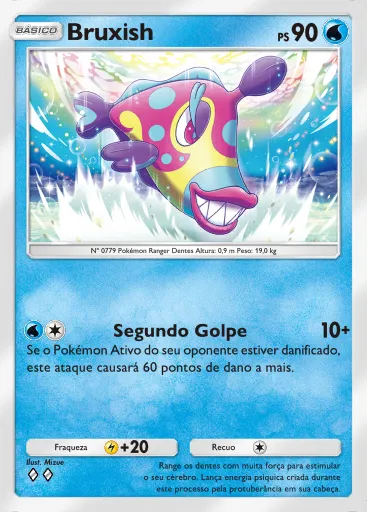 BÁSICO Bruxish PS 90
N° 0779 Pokémon Ranger Dentes Altura: 0,9 m Peso: 19,0 kg
Segundo Golpe 10+
Se o Pokémon Ativo do seu oponente estiver danificado,
este ataque causará 60 pontos de dano a mais.
Fraqueza +20 Recuo
Ilust. Mizue
Range os dentes com muita força para estimular
o seu cérebro. Lança energia psíquica criada durante
este processo pela protuberância em sua cabeça.